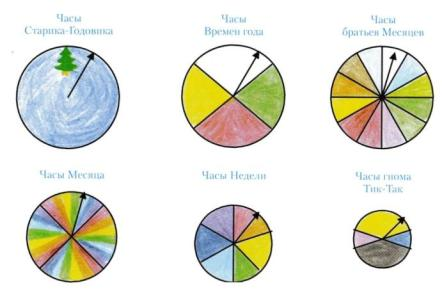 Часы
Старика-Годовика
Часы
Времен года
Часы
братьев Месяцев
Часы Месяца
Часы Недели
Часы гнома
Тик-Так